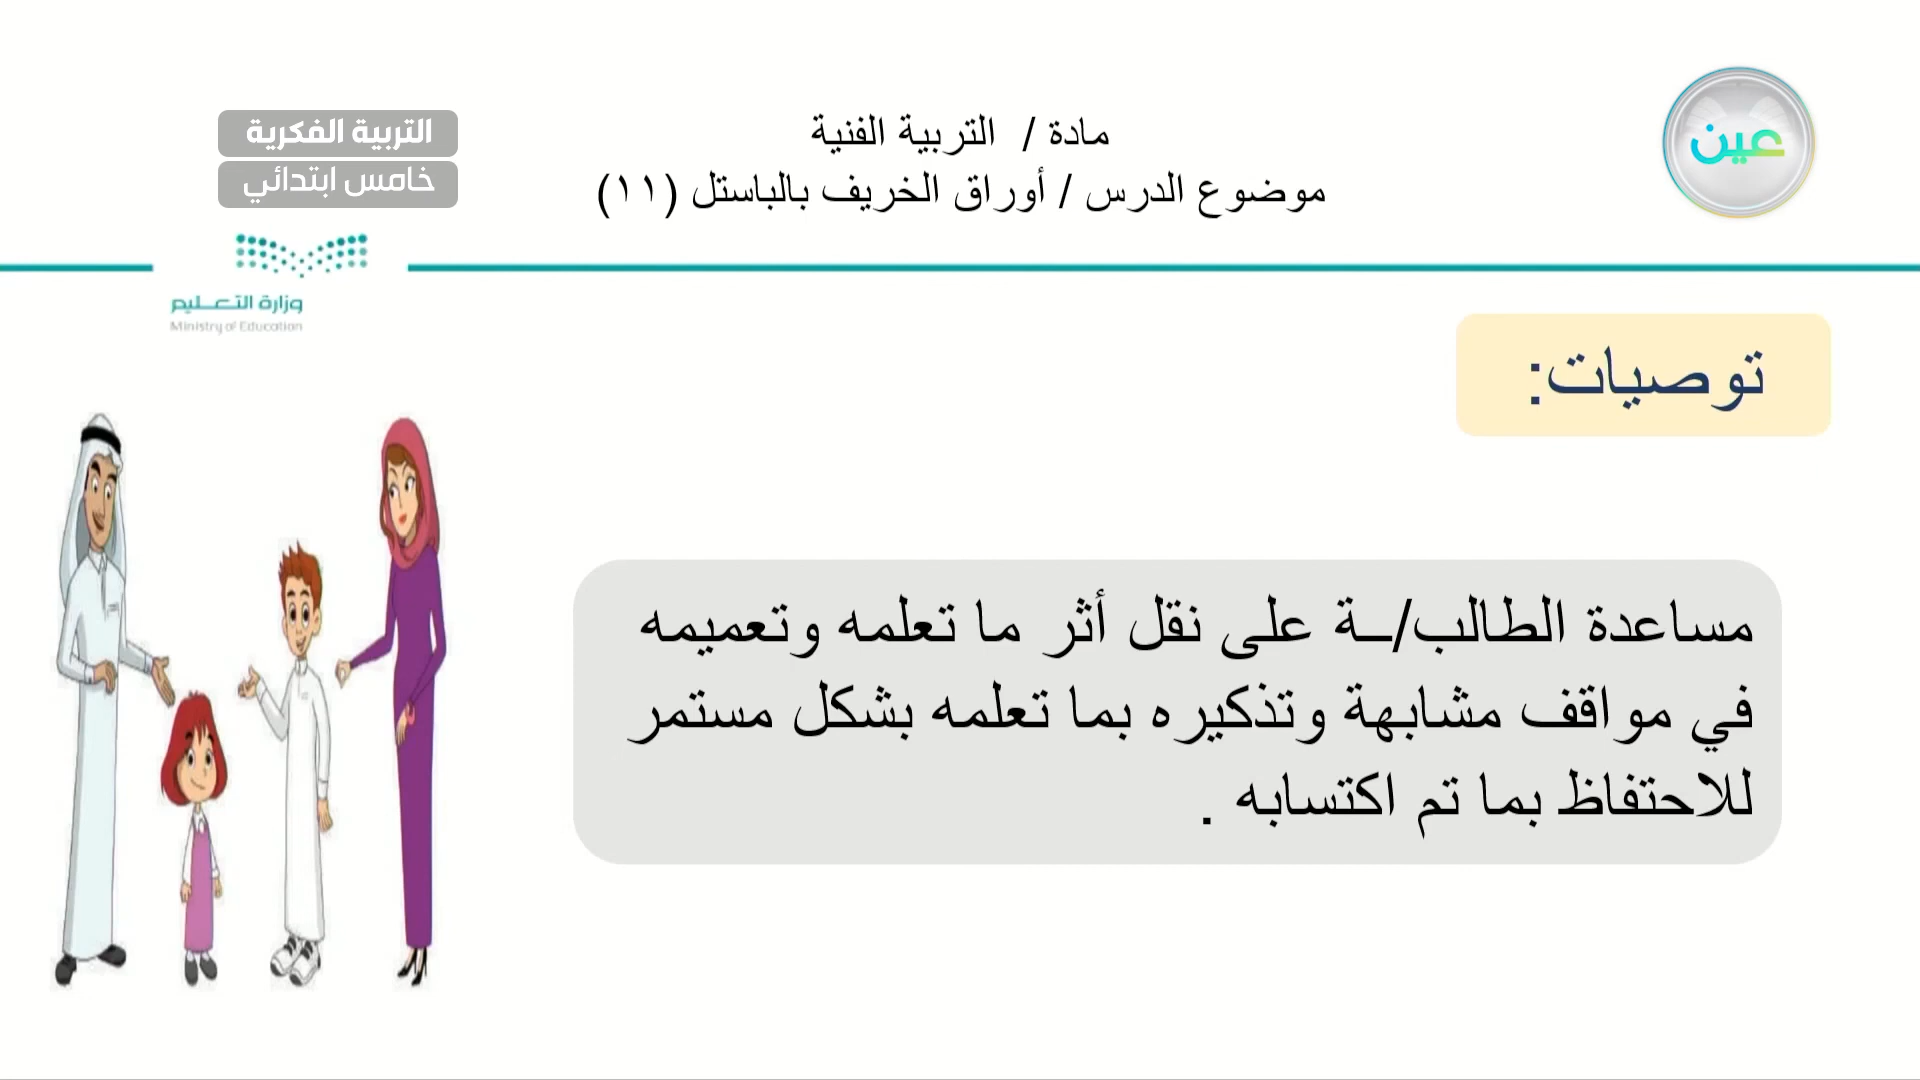 عين
مادة / التربية الفنية
موضوع الدرس / أوراق الخريف بالباستل (١١)
التربية الفكرية
خامس ابتدائي
وزارة التعليم
Ministry of Education
توصيات:
مساعدة الطالب/ــة على نقل أثر ما تعلمه وتعميمه
في مواقف مشابهة وتذكيره بما تعلمه بشكل مستمر
للاحتفاظ بما تم اكتسابه .